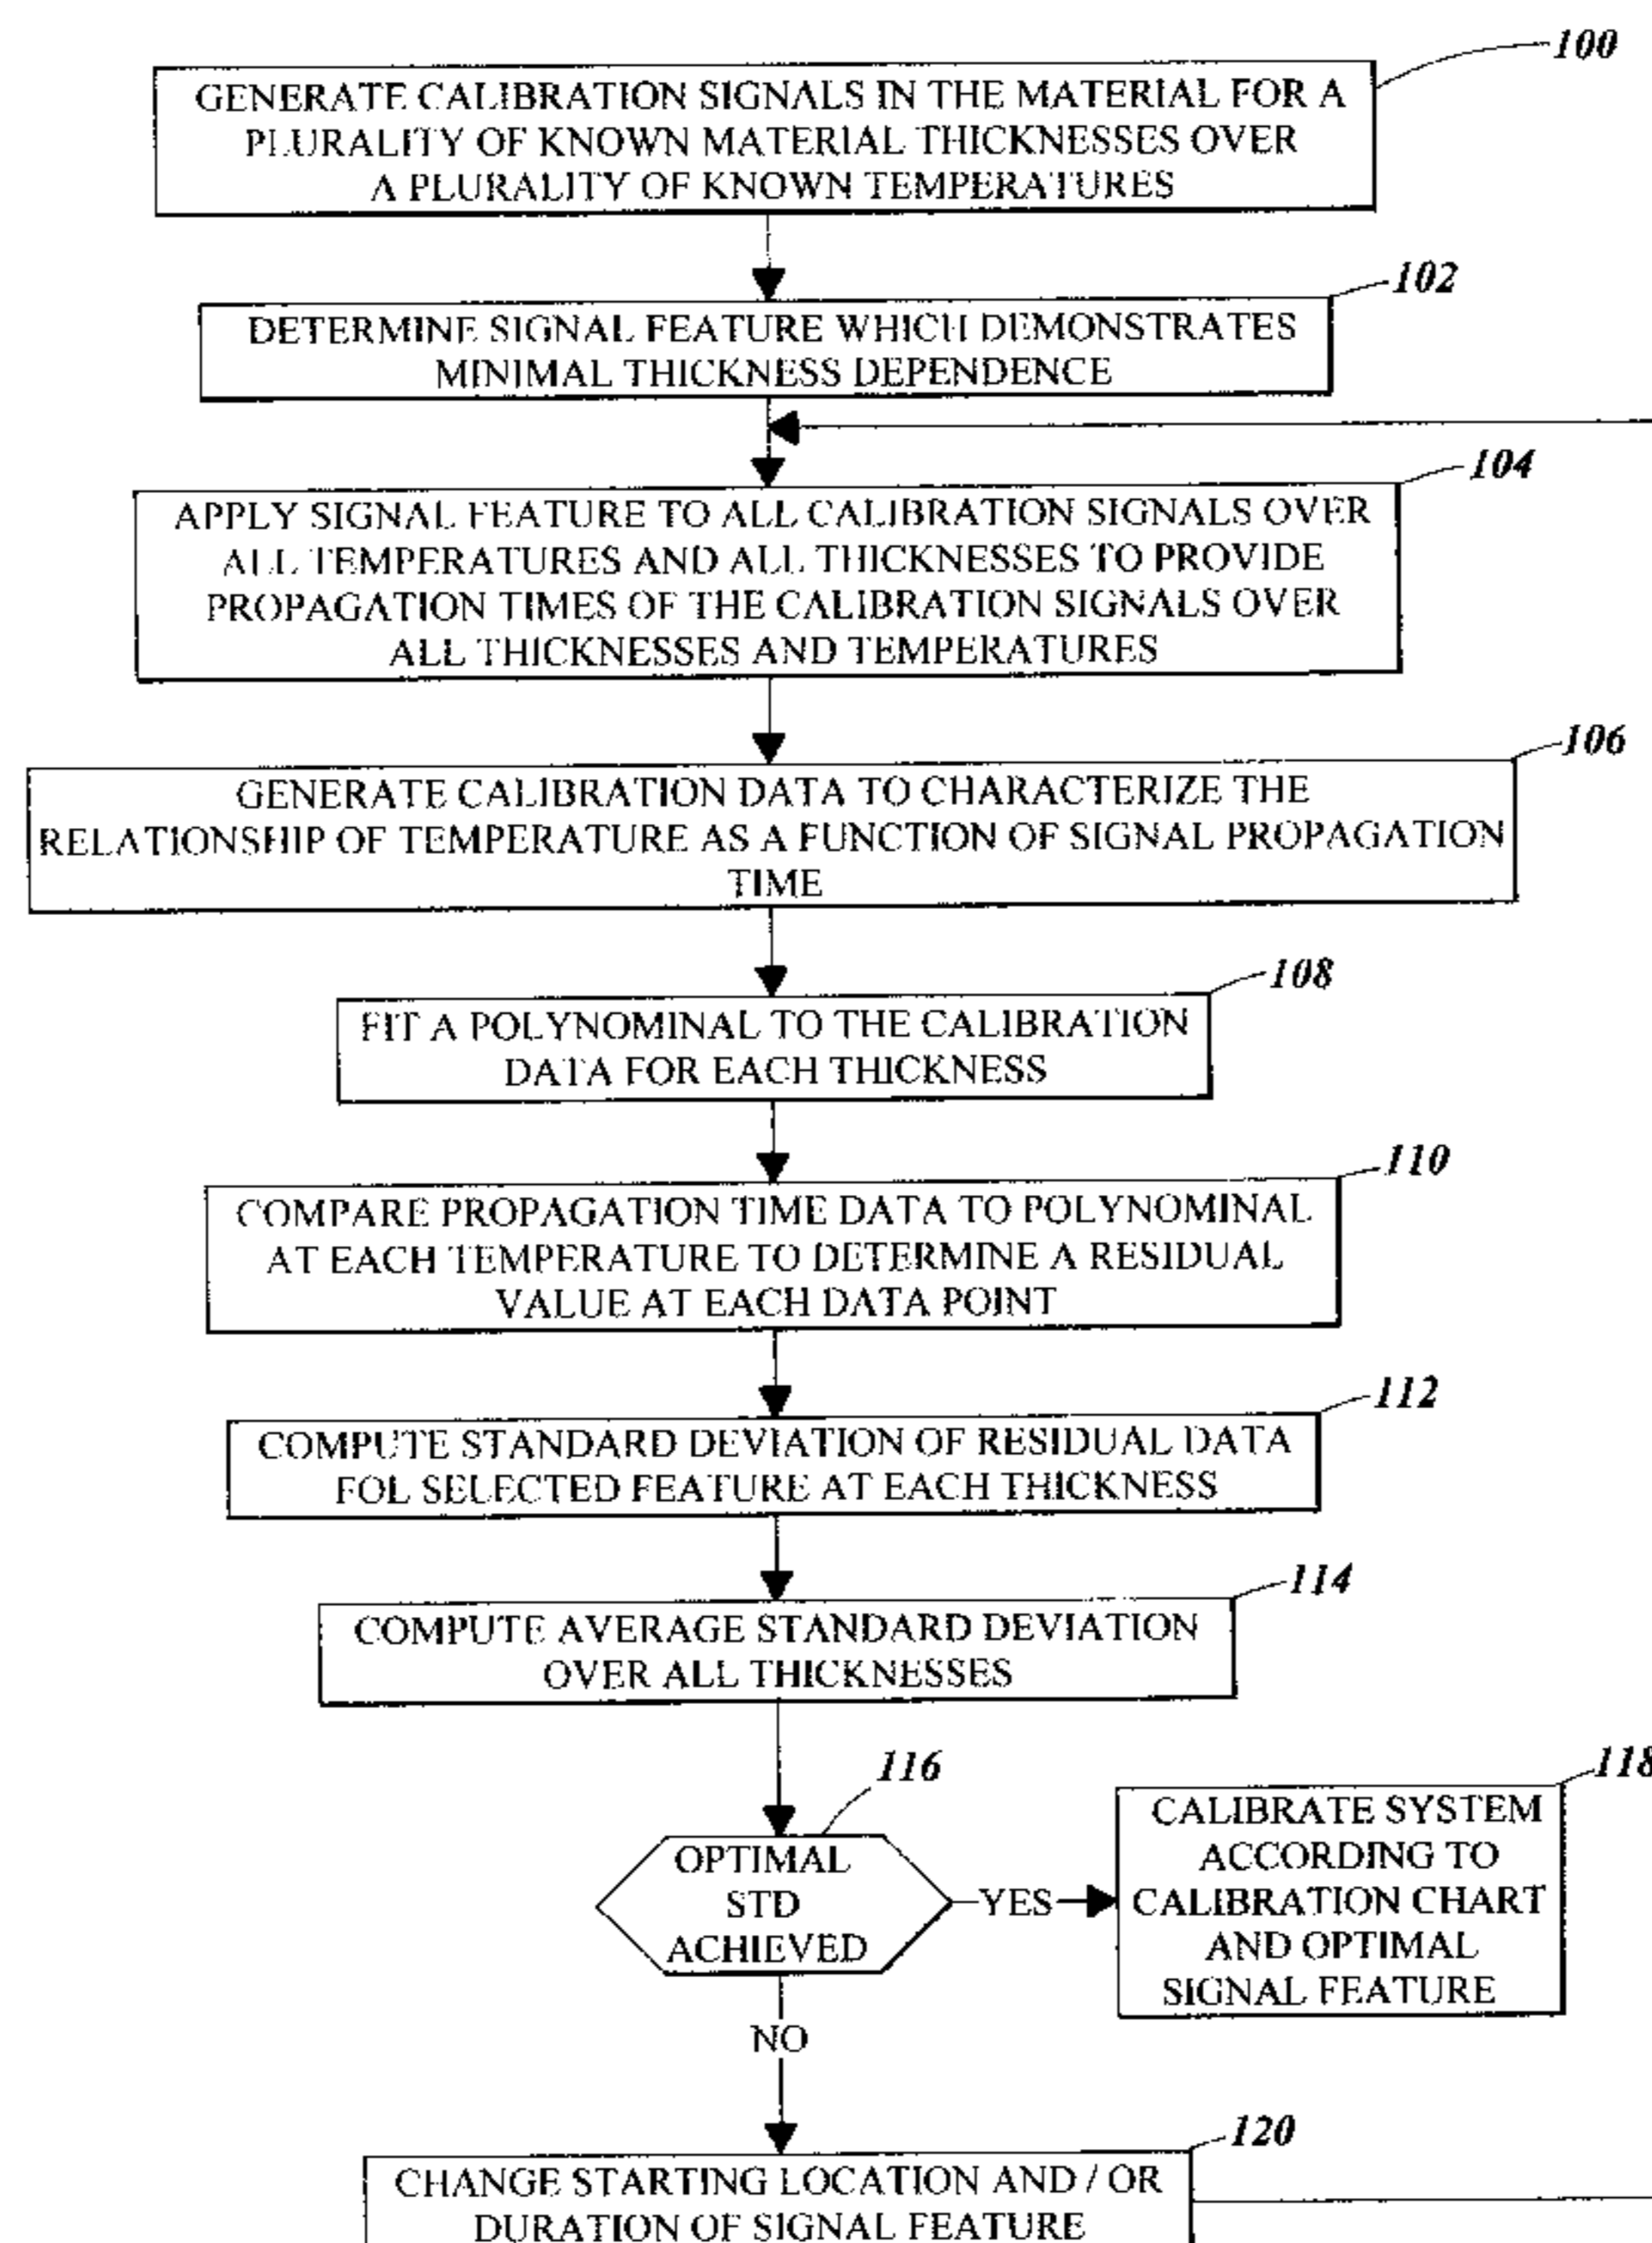 100
GENERATE CALIBRATION SIGNALS IN THE MATERIAL FOR A
PLURALITY OF KNOWN MATERIAL THICKNESSES OVER
A PLURALITY OF KNOWN TEMPERATURES
102
DETERMINE SIGNAL FEATURE WHICH DEMONSTRATES
MINIMAL THICKNESS DEPENDENCE
104
APPLY SIGNAL FEATURE TO ALL CALIBRATION SIGNALS OVER
ALL TEMPERATURES AND ALL THICKNESSES TO PROVIDE
PROPAGATION TIMES OF THE CALIBRATION SIGNALS OVER
ALL THICKNESSES AND TEMPERATURES
106
GENERATE CALIBRATION DATA TO CHARACTERIZE THE
RELATIONSHIP OF TEMPERATURE AS A FUNCTION OF SIGNAL PROPAGATION
TIME
108
FIT A POLYNOMINAL TO THE CALIBRATION
DATA FOR EACH THICKNESS
110
COMPARE PROPAGATION TIME DATA TO POLYNOMINAL
AT EACH TEMPERATURE TO DETERMINE A RESIDUAL
VALUE AT EACH DATA POINT
112
COMPUTE STANDARD DEVIATION OF RESIDUAL DATA
FOL SELECTED FEATURE AT EACH THICKNESS
114
COMPUTE AVERAGE STANDARD DEVIATION
OVER ALL THICKNESSES
116
OPTIMAL
STD
ACHIEVED
YES
118
CALIBRATE SYSTEM
ACCORDING TO
CALIBRATION CHART
AND OPTIMAL
SIGNAL FEATURE
NO
120
CHANGE STARTING LOCATION AND / OR
DURATION OF SIGNAL FEATURE